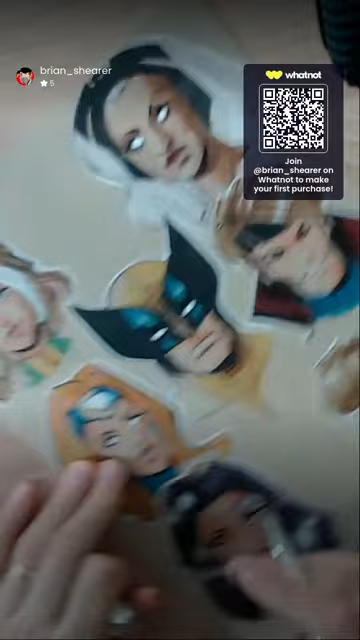 brian_shearer
★ 5
whatnot
Join
@brian_shearer on
Whatnot to make
your first purchase!